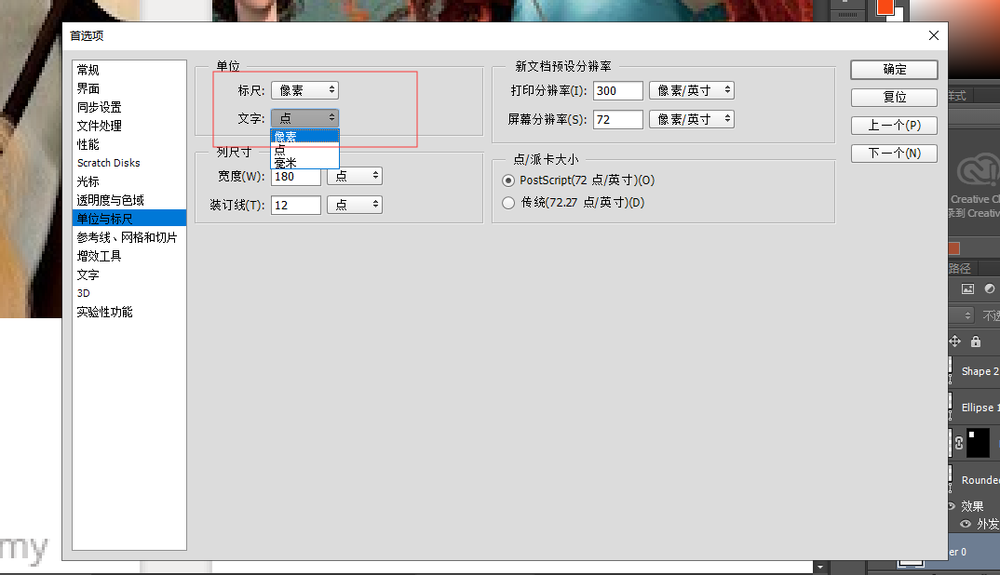 首选项
常规
界面
同步设置
文件处理
性能
Scratch Disks
光标
透明度与色域
单位与标尺
参考线、网格和切片
增效工具
文字
3D
实验性功能
单位
标尺: 像素
文字: 点
像素
点
毫米
列尺寸
宽度(W): 180 点
装订线(T): 12 点
新文档预设分辨率
打印分辨率(I): 300 像素/英寸
屏幕分辨率(S): 72 像素/英寸
点/派卡大小
PostScript(72 点/英寸)(O)
传统(72.27 点/英寸)(D)
确定
复位
上一个(P)
下一个(N)
样式
Creative Cl
录到 Creativ
路径
不透
Shape 2
Ellipse 1
Rounde
效果
外发
er 0
my